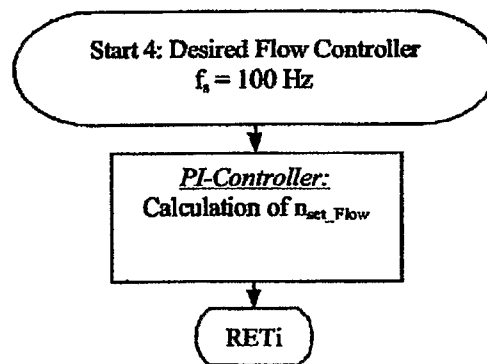 Start 4: Desired Flow Controller
fs = 100 Hz
PI-Controller:
Calculation of nset_Flow
RETi